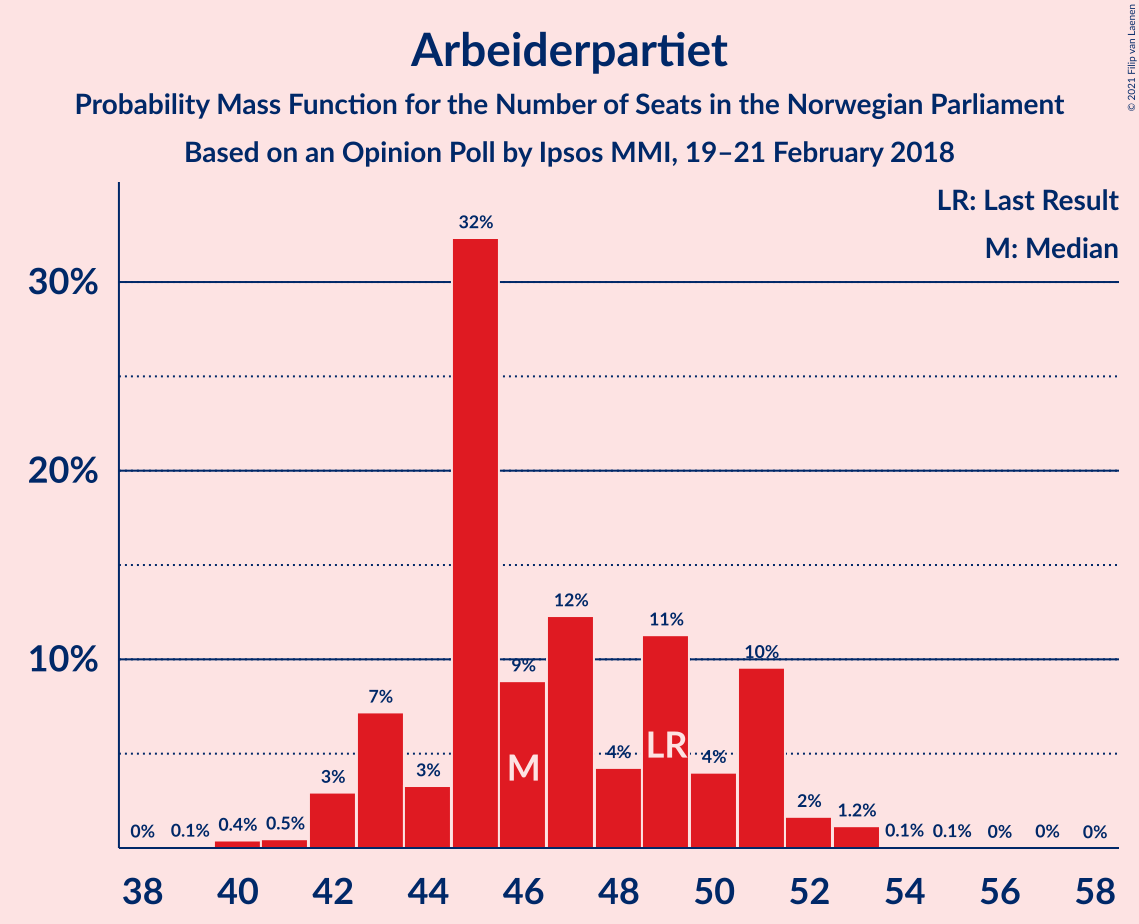 Arbeiderpartiet
Probability Mass Function for the Number of Seats in the Norwegian Parliament
Based on an Opinion Poll by Ipsos MMI, 19–21 February 2018
© 2021 Filip van Laenen
LR: Last Result
M: Median
30%
20%
10%
0% 0.1% 0.4% 0.5% 3% 7% 3% 32% 9% 12% 4% 11% 4% 10% 2% 1.2% 0.1% 0.1% 0% 0% 0%
M LR
38 40 42 44 46 48 50 52 54 56 58